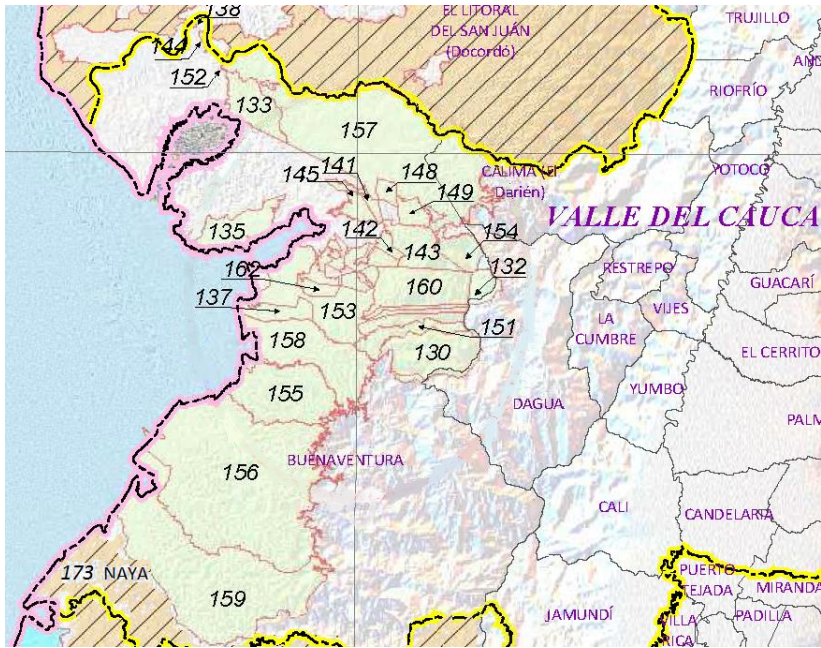 138
EL LITORAL
DEL SAN JUÁN
(Docordó)
TRUJILLO
144
152
RIOFRÍO
133
157
CALIMA (El
Darién)
YOTOCO
145
141
148
149
VALLE DEL CAUCA
135
142
143
154
162
160
132
RESTREPO
GUACARÍ
137
153
151
VIJES
158
130
LA
CUMBRE
EL CERRITO
155
YUMBO
DAGUA
156
BUENAVENTURA
CALI
CANDELARIA
173 NAYA
159
PUERTO
TEJADA
MIRANDA
JAMUNDÍ
VILLA
RICA
PADILLA